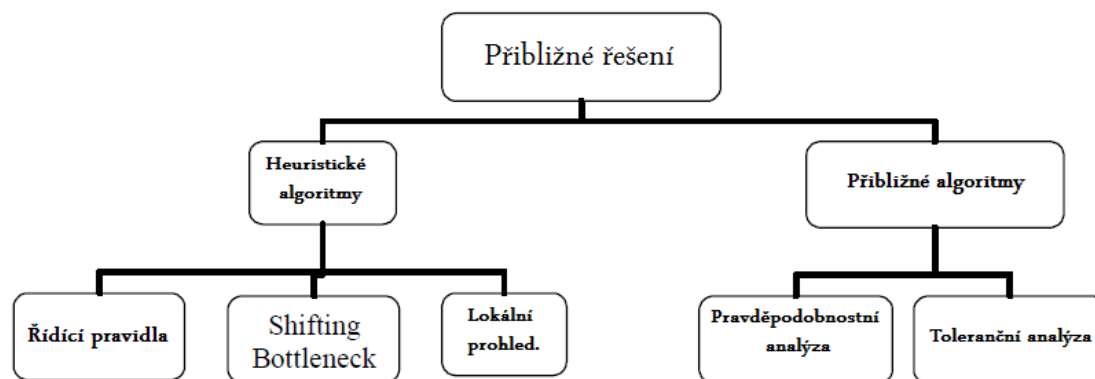 Přibližné řešení
Heuristické
algoritmy
Přibližné algoritmy
Řídící pravidla
Shifting
Bottleneck
Lokální
prohled.
Pravděpodobnostní
analýza
Toleranční analýza